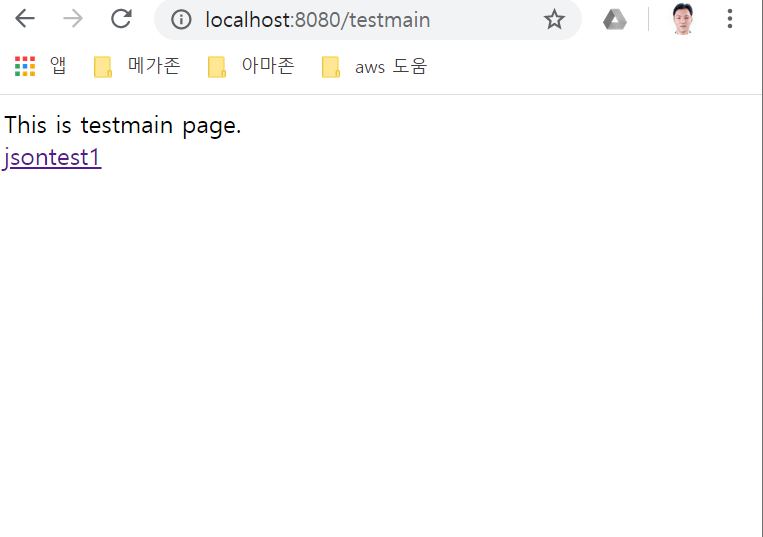 localhost:8080/testmain
앱 메가존 아마존 aws 도움
This is testmain page.
jsontest1